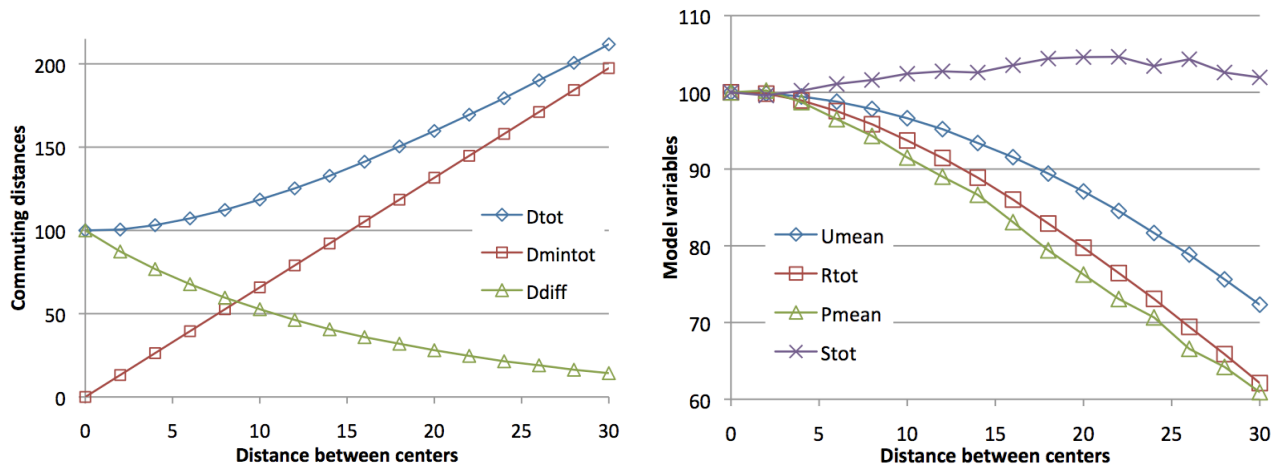 Commuting distances
200
150
100
50
0
Dtot
Dmintot
Ddiff
0 5 10 15 20 25 30
Distance between centers
Model variables
110
100
90
80
70
60
Umean
Rtot
Pmean
Stot
0 5 10 15 20 25 30
Distance between centers